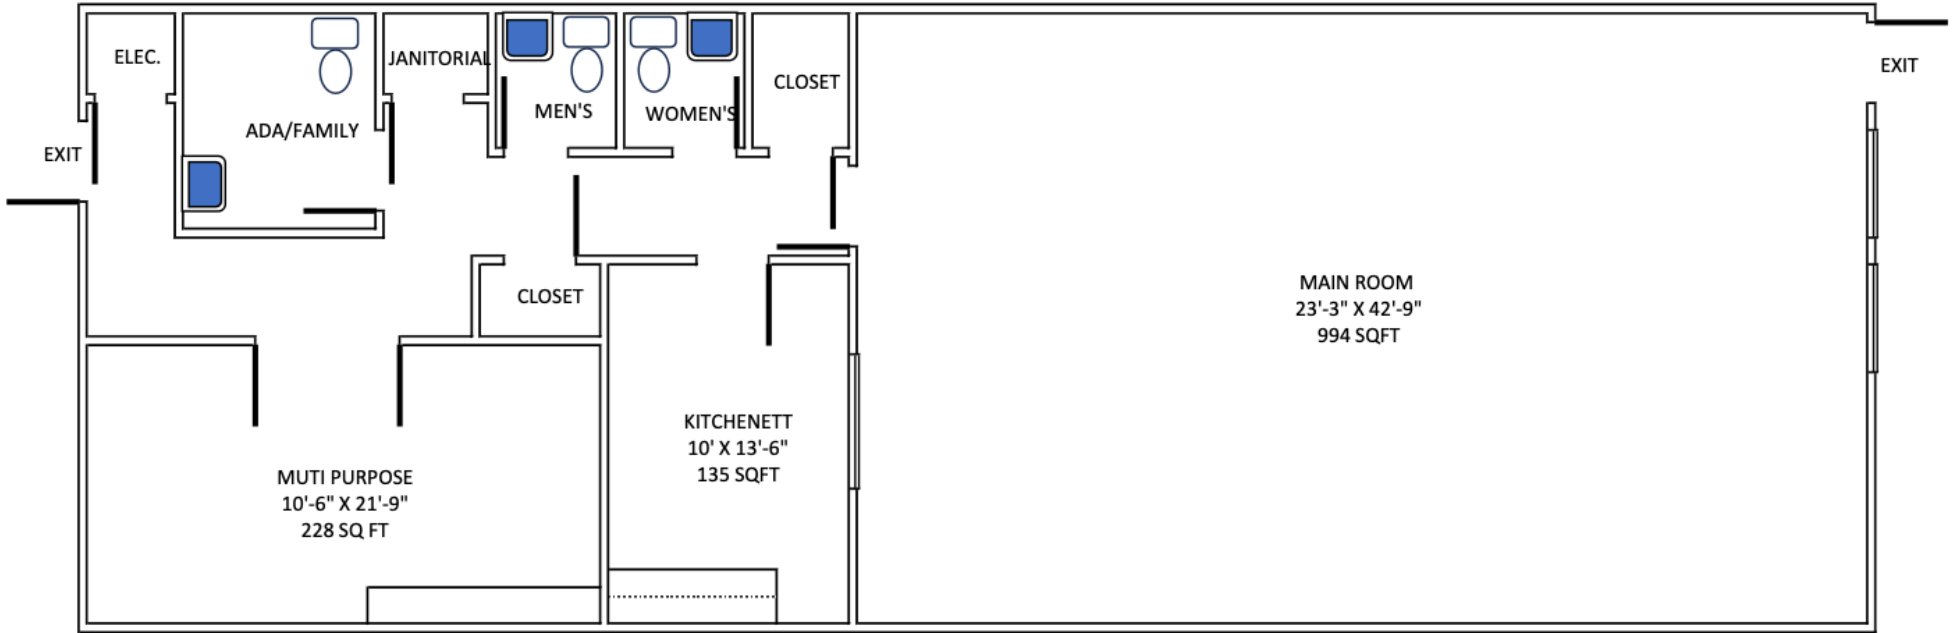 ELEC.
JANITORIAL
EXIT
CLOSET
MEN'S
WOMEN'S
ADA/FAMILY
EXIT
MAIN ROOM
23'-3" X 42'-9"
994 SQFT
CLOSET
KITCHENETT
10' X 13'-6"
135 SQFT
MUTI PURPOSE
10'-6" X 21'-9"
228 SQ FT